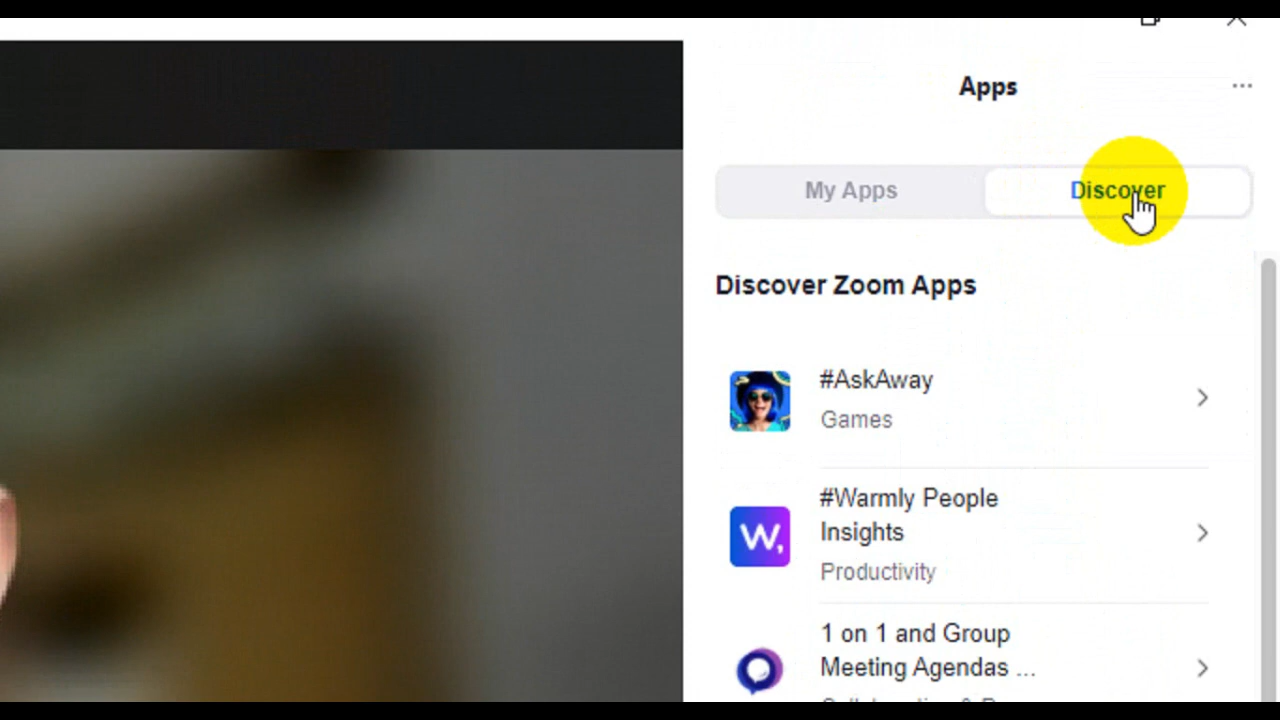 Apps
My Apps
Discover
Discover Zoom Apps
#AskAway
Games
#Warmly People
Insights
Productivity
1 on 1 and Group
Meeting Agendas ...